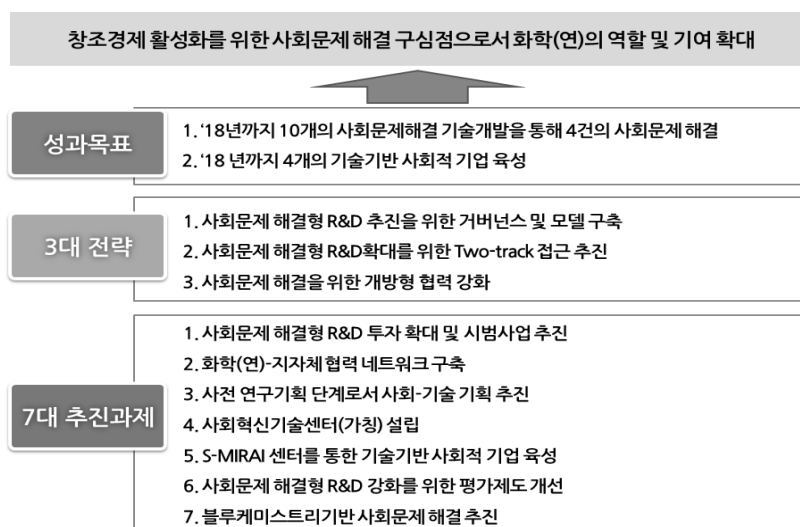 창조경제 활성화를 위한 사회문제 해결 구심점으로서 화학(연)의 역할 및 기여 확대
성과목표
1. ‘18년까지 10개의 사회문제해결 기술개발을 통해 4건의 사회문제 해결
2. ‘18 년까지 4개의 기술기반 사회적 기업 육성
3대 전략
1. 사회문제 해결형 R&D 추진을 위한 거버넌스 및 모델 구축
2. 사회문제 해결형 R&D확대를 위한 Two-track 접근 추진
3. 사회문제 해결을 위한 개방형 협력 강화
7대 추진과제
1. 사회문제 해결형 R&D 투자 확대 및 시범사업 추진
2. 화학(연)-지자체 협력 네트워크 구축
3. 사전 연구기획 단계로서 사회-기술 기획 추진
4. 사회혁신기술센터(가칭) 설립
5. S-MIRAI 센터를 통한 기술기반 사회적 기업 육성
6. 사회문제 해결형 R&D 강화를 위한 평가제도 개선
7. 블루케미스트리기반 사회문제 해결 추진